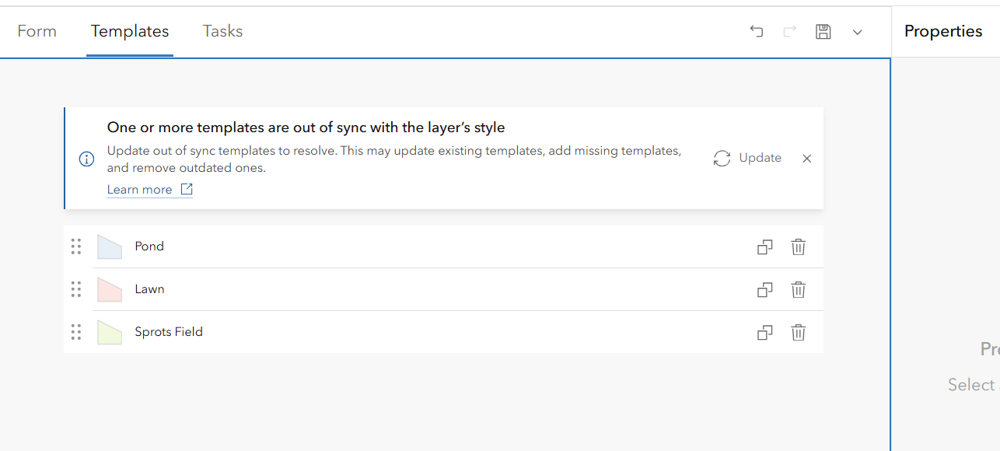 Form Templates Tasks
Properties
One or more templates are out of sync with the layer's style
Update out of sync templates to resolve. This may update existing templates, add missing templates,
and remove outdated ones.
Update
Learn more
Pond
Lawn
Sprots Field
Select